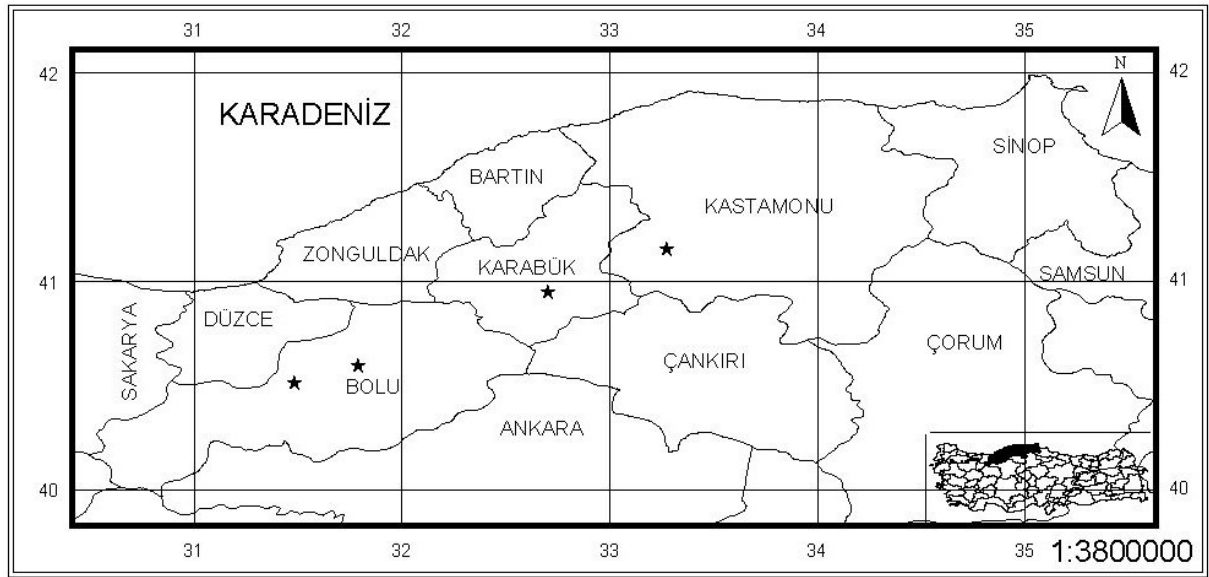 31 32 33 34 35
42 42
N
KARADENİZ
SİNOP
BARTIN
KASTAMONU
ZONGULDAK
KARABÜK
SAMSUN
41 41
DÜZCE
SAKARYA
ÇORUM
ÇANKIRI
BOLU
ANKARA
40 40
31 32 33 34 35
1:3800000